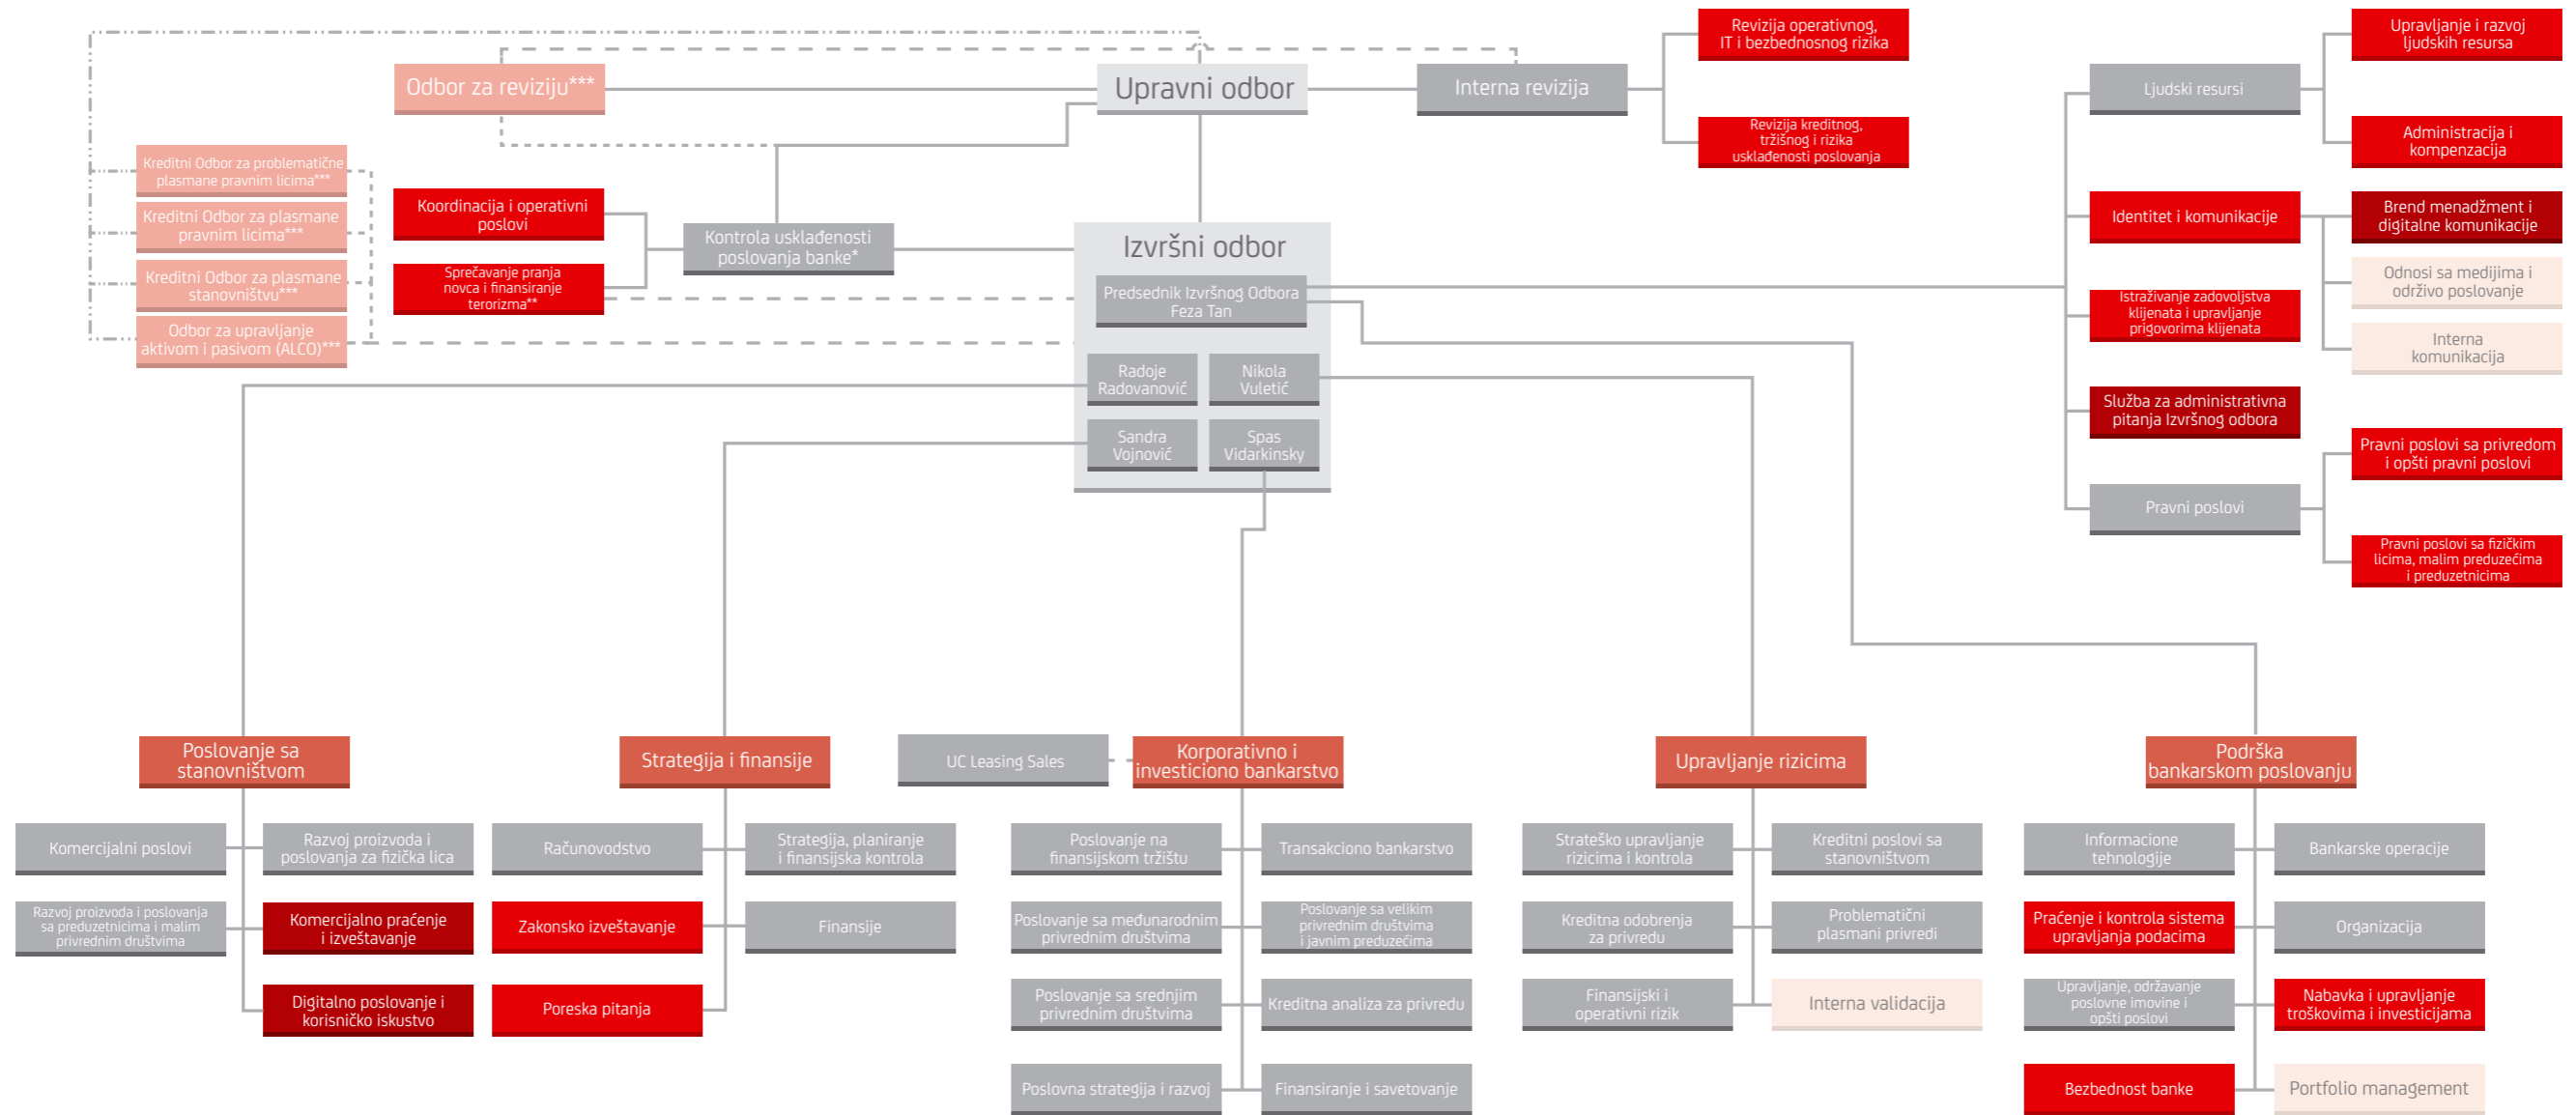 Revizija operativnog,
IT i bezbednosnog rizika
Upravljanje i razvoj
ljudskih resursa
Odbor za reviziju***
Upravni odbor
Interna revizija
Ljudski resursi
Revizija kreditnog,
tržišnog i rizika
usklađenosti poslovanja
Administracija i
kompenzacija
Kreditni Odbor za problematične
plasmane pravnim licima***
Kreditni Odbor za plasmane
pravnim licima***
Kreditni Odbor za plasmane
stanovništvu***
Odbor za upravljanje
aktivom i pasivom (ALCO)***
Koordinacija i operativni
poslovi
Sprečavanje pranja
novca i finansiranje
terorizma**
Kontrola usklađenosti
poslovanja banke*
Izvršni odbor
Predsednik Izvršnog Odbora
Feza Tan
Radoje
Radovanović
Nikola
Vuletić
Sandra
Vojnović
Spas
Vidarkinsky
Identitet i komunikacije
Brend menadžment i
digitalne komunikacije
Odnosi sa medijima i
održivo poslovanje
Interna
komunikacija
Istraživanje zadovoljstva
klijenata i upravljanje
prigovorima klijenata
Služba za administrativna
pitanja Izvršnog odbora
Pravni poslovi
Pravni poslovi sa privredom
i opšti pravni poslovi
Pravni poslovi sa fizičkim
licima, malim preduzećima
i preduzetnicima
Poslovanje sa
stanovništvom
Strategija i finansije
UC Leasing Sales
Korporativno i
investiciono bankarstvo
Upravljanje rizicima
Podrška
bankarskom poslovanju
Komercijalni poslovi
Razvoj proizvoda i
poslovanja za fizička lica
Razvoj proizvoda i poslovanja
sa preduzetnicima i malim
privrednim društvima
Komercijalno praćenje
i izveštavanje
Digitalno poslovanje i
korisničko iskustvo
Računovodstvo
Strategija, planiranje
i finansijska kontrola
Zakonsko izveštavanje
Finansije
Poreska pitanja
Poslovanje na
finansijskom tržištu
Transakciono bankarstvo
Poslovanje sa međunarodnim
privrednim društvima
Poslovanje sa velikim
privrednim društvima
i javnim preduzećima
Poslovanje sa srednjim
privrednim društvima
Kreditna analiza za privredu
Poslovna strategija i razvoj
Finansiranje i savetovanje
Strateško upravljanje
rizicima i kontrola
Kreditni poslovi sa
stanovništvom
Kreditna odobrenja
za privredu
Problematični
plasmani privredi
Finansijski i
operativni rizik
Interna validacija
Informacione
tehnologije
Bankarske operacije
Praćenje i kontrola sistema
upravljanja podacima
Organizacija
Upravljanje, održavanje
poslovne imovine i
opšti poslovi
Nabavka i upravljanje
troškovima i investicijama
Bezbednost banke
Portfolio management